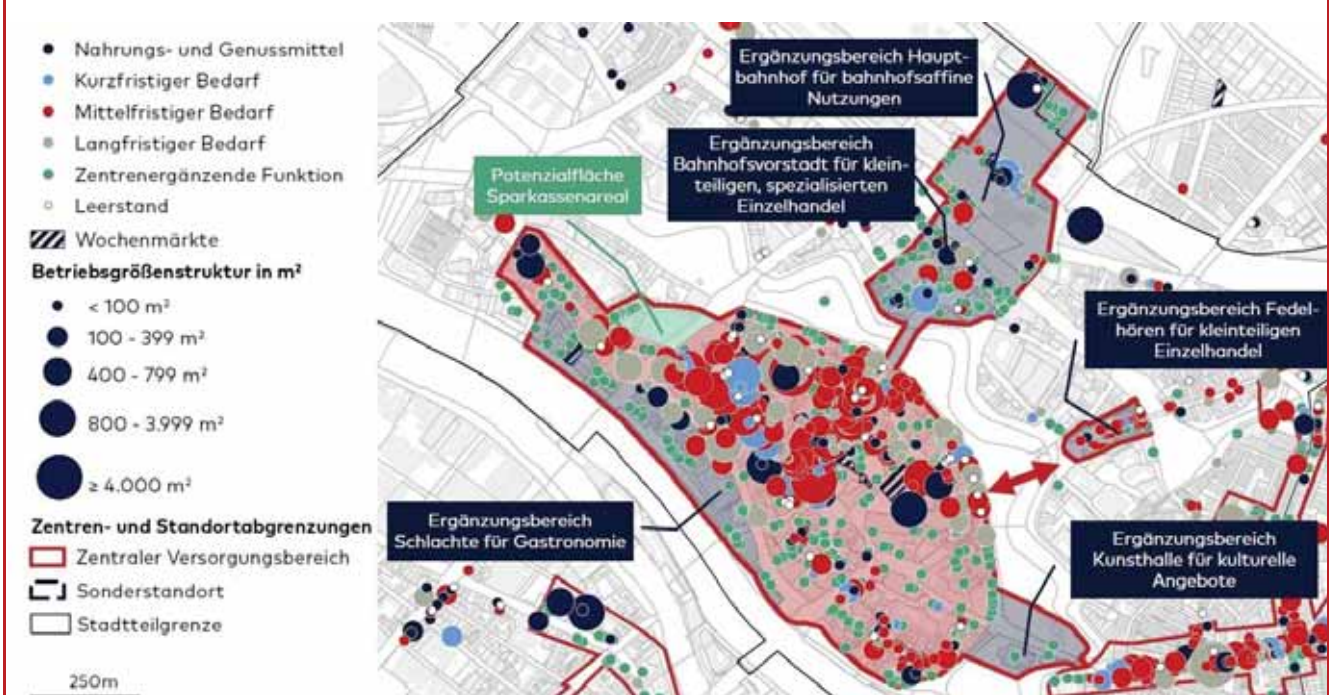 Nahrungs- und Genussmittel
Kurzfristiger Bedarf
Mittelfristiger Bedarf
Langfristiger Bedarf
Zentrenergänzende Funktion
Leerstand
Wochenmärkte
Betriebsgrößenstruktur in m²
< 100 m²
100 - 399 m²
400 - 799 m²
800 - 3.999 m²
≥ 4.000 m²
Zentren- und Standortabgrenzungen
Zentraler Versorgungsbereich
Sonderstandort
Stadtteilgrenze
250m
Ergänzungsbereich Haupt-
bahnhof für bahnhofsaffine
Nutzungen
Ergänzungsbereich
Bahnhofsvorstadt für klein-
teiligen, spezialisierten
Einzelhandel
Potenzialfläche
Sparkassenareal
Ergänzungsbereich Fedel-
hören für kleinteiligen
Einzelhandel
Ergänzungsbereich
Schlachte für Gastronomie
Ergänzungsbereich
Kunsthalle für kulturelle
Angebote